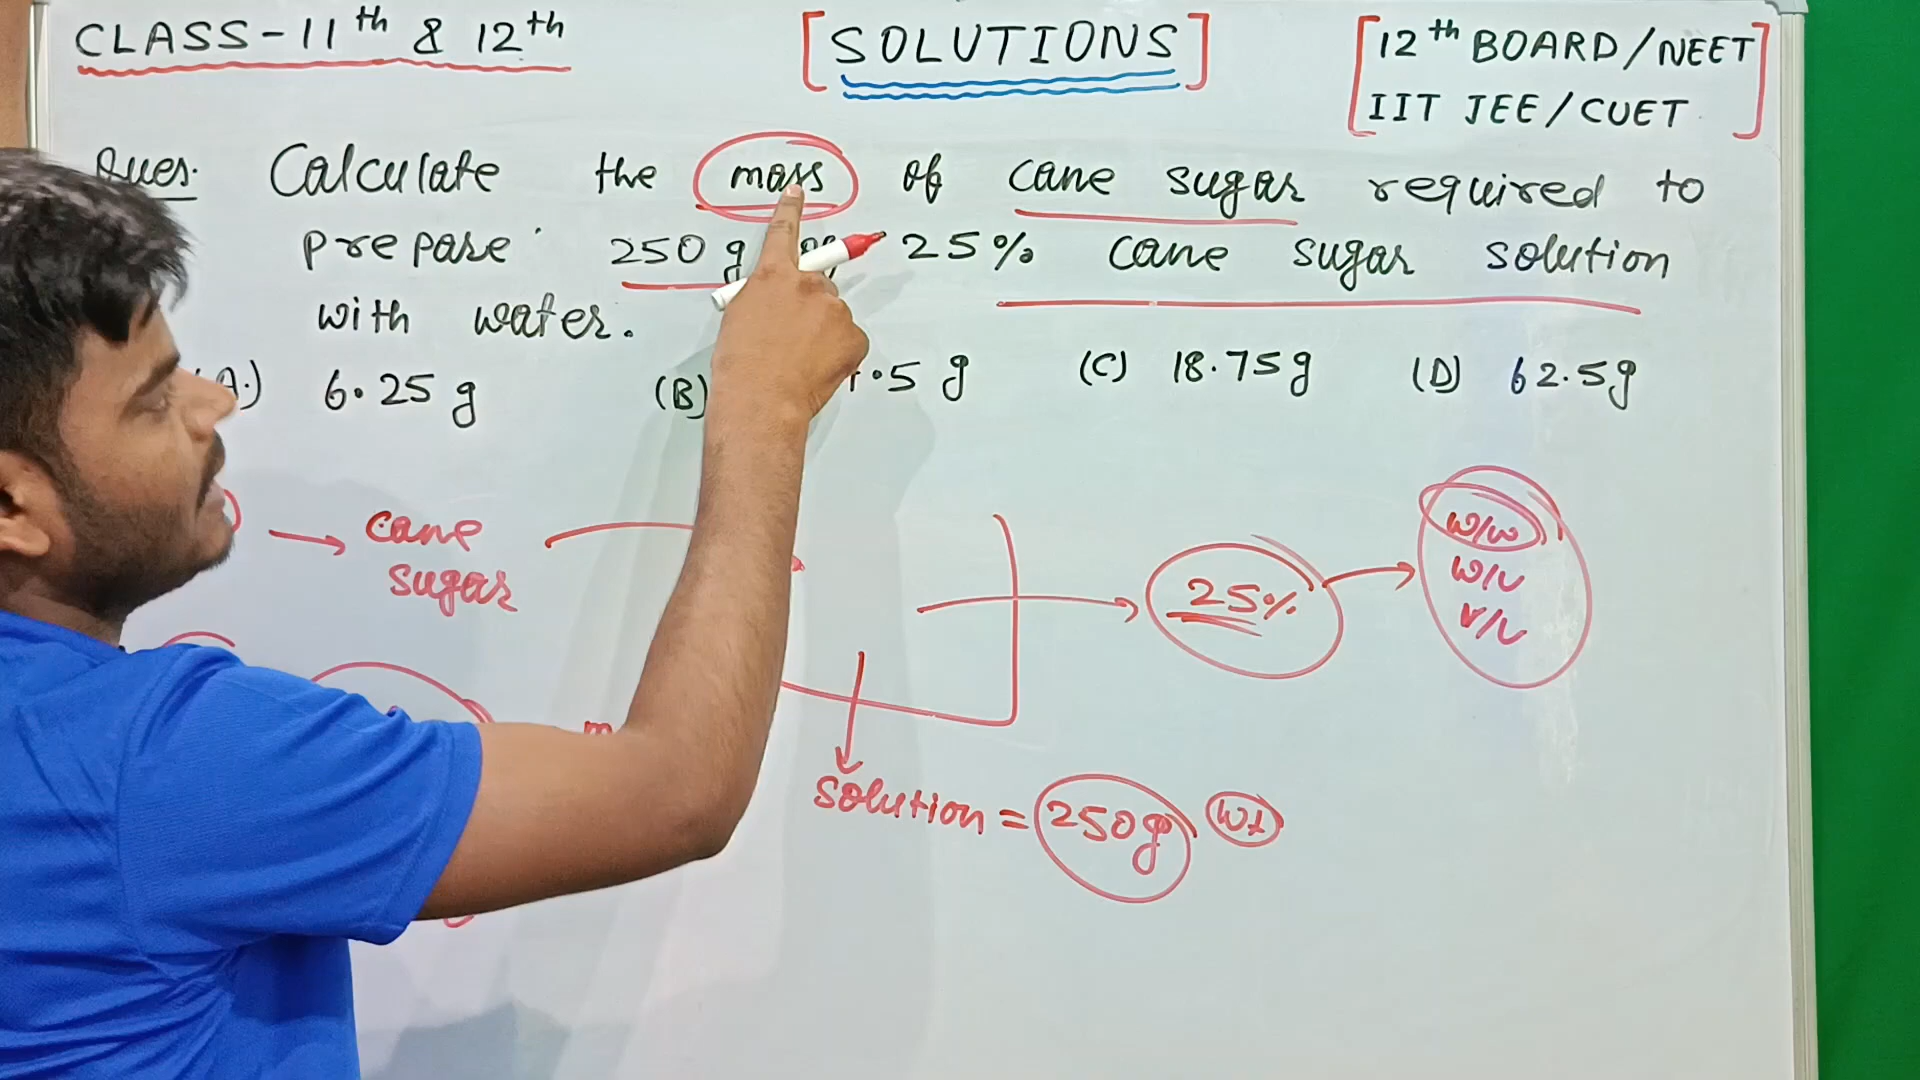 CLASS-11th & 12th
[SOLUTIONS]
[12th BOARD/NEET
IIT JEE/CUET]
Ques. Calculate the mass of cane sugar required to
prepare 250 g of 25% cane sugar solution
with water.
(A.) 6.25 g (B) .5 g (C) 18.75g (D) 62.5g
cane
sugar
25%
w/w
w/v
v/v
solution = 250g wt